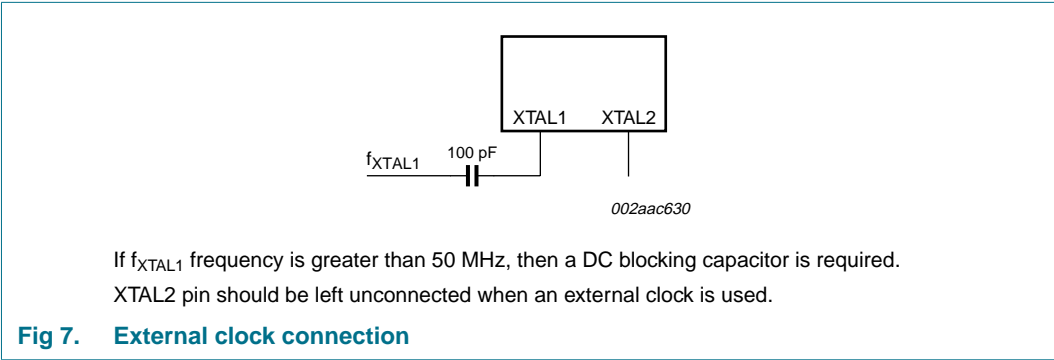 XTAL1 XTAL2
100 pF
fXTAL1
002aac630
If fXTAL1 frequency is greater than 50 MHz, then a DC blocking capacitor is required.
XTAL2 pin should be left unconnected when an external clock is used.
Fig 7. External clock connection